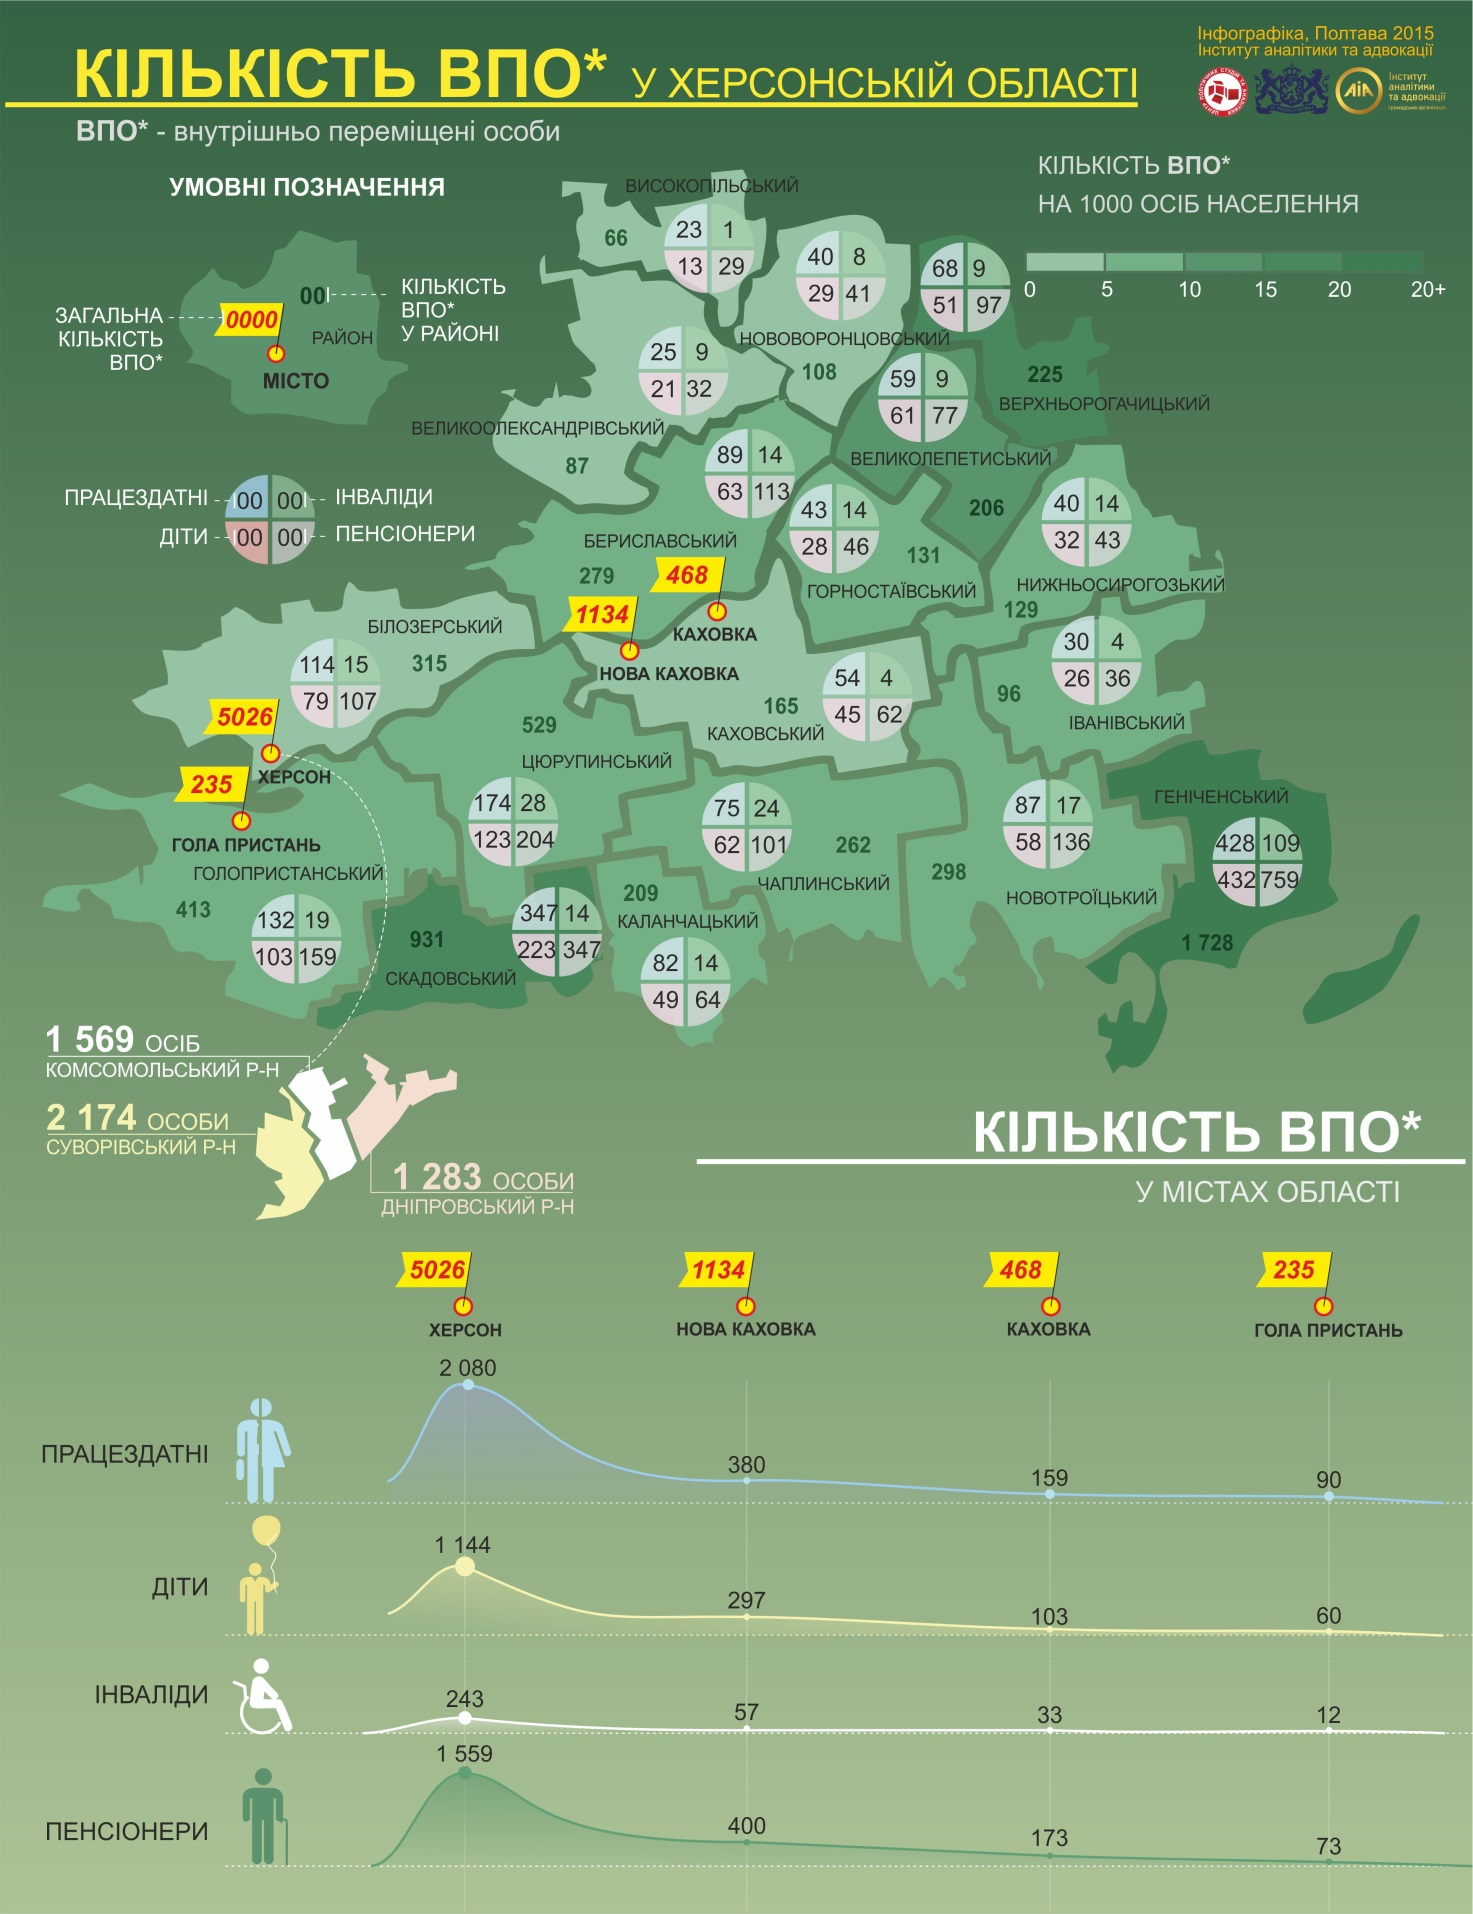 Інфографіка, Полтава 2015
Інститут аналітики та адвокації
КІЛЬКІСТЬ ВПО* У ХЕРСОНСЬКІЙ ОБЛАСТІ
Інститут
аналітики
та адвокації
ВПО* - внутрішньо переміщені особи
УМОВНІ ПОЗНАЧЕННЯ
ЗАГАЛЬНА
КІЛЬКІСТЬ
ВПО*
0000
00
РАЙОН
МІСТО
КІЛЬКІСТЬ
ВПО*
У РАЙОНІ
ПРАЦЕЗДАТНІ 00 00 ІНВАЛІДИ
ДІТИ 00 00 ПЕНСІОНЕРИ
КІЛЬКІСТЬ ВПО*
НА 1000 ОСІБ НАСЕЛЕННЯ
0 5 10 15 20 20+
ВИСОКОПІЛЬСЬКИЙ
66
23 1
13 29
40 8
29 41
НОВОВОРОНЦОВСЬКИЙ
108
68 9
51 97
225
ВЕРХНЬОРОГАЧИЦЬКИЙ
25 9
21 32
ВЕЛИКООЛЕКСАНДРІВСЬКИЙ
87
59 9
61 77
ВЕЛИКОЛЕПЕТИСЬКИЙ
206
89 14
63 113
БЕРИСЛАВСЬКИЙ
279
43 14
28 46
131
ГОРНОСТАЇВСЬКИЙ
40 14
32 43
НИЖНЬОСИРОГОЗЬКИЙ
129
468
КАХОВКА
1134
НОВА КАХОВКА
БІЛОЗЕРСЬКИЙ
315
114 15
79 107
30 4
26 36
96
ІВАНІВСЬКИЙ
54 4
45 62
165
КАХОВСЬКИЙ
5026
ХЕРСОН
235
ГОЛА ПРИСТАНЬ
529
ЦЮРУПИНСЬКИЙ
174 28
123 204
75 24
62 101
262
ЧАПЛИНСЬКИЙ
87 17
58 136
298
НОВОТРОЇЦЬКИЙ
ГЕНІЧЕНСЬКИЙ
428 109
432 759
1 728
ГОЛОПРИСТАНСЬКИЙ
413
132 19
103 159
931
СКАДОВСЬКИЙ
347 14
223 347
209
КАЛАНЧАЦЬКИЙ
82 14
49 64
1 569 ОСІБ
КОМСОМОЛЬСЬКИЙ Р-Н
2 174 ОСОБИ
СУВОРІВСЬКИЙ Р-Н
1 283 ОСОБИ
ДНІПРОВСЬКИЙ Р-Н
КІЛЬКІСТЬ ВПО*
У МІСТАХ ОБЛАСТІ
5026 1134 468 235
ХЕРСОН НОВА КАХОВКА КАХОВКА ГОЛА ПРИСТАНЬ
ПРАЦЕЗДАТНІ 2 080 380 159 90
ДІТИ 1 144 297 103 60
ІНВАЛІДИ 243 57 33 12
ПЕНСІОНЕРИ 1 559 400 173 73